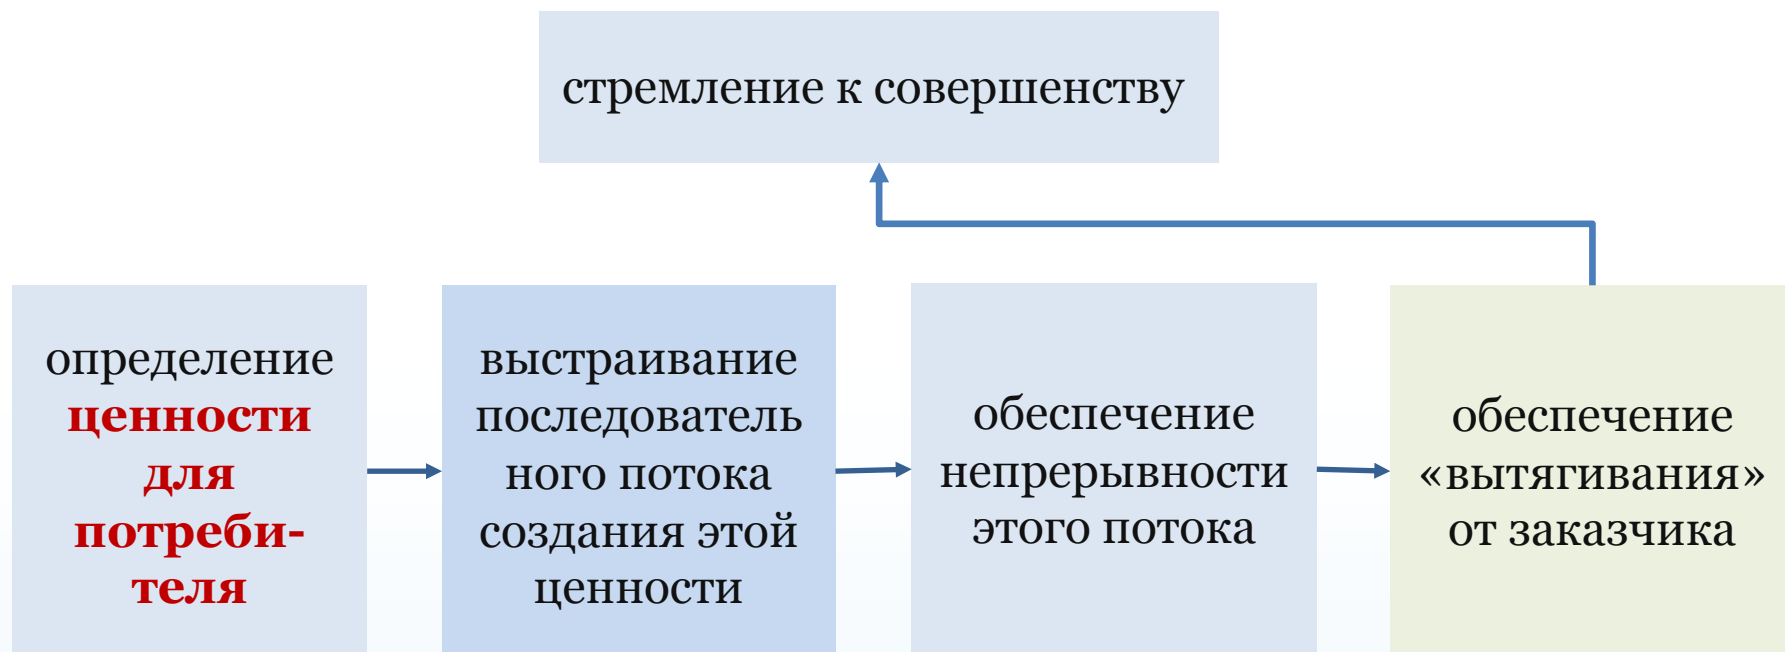 стремление к совершенству
определение
ценности
для
потреби-
теля
выстраивание
последователь
ного потока
создания этой
ценности
обеспечение
непрерывности
этого потока
обеспечение
«вытягивания»
от заказчика